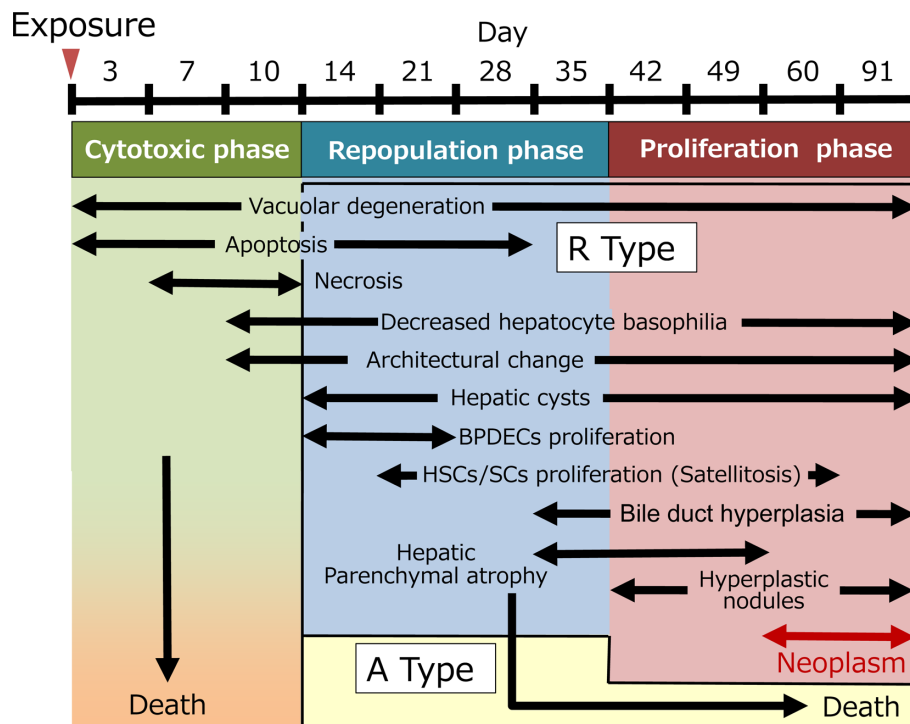 Exposure
Day
3 7 10 14 21 28 35 42 49 60 91
Cytotoxic phase
Repopulation phase
Proliferation phase
Vacuolar degeneration
Apoptosis
R Type
Necrosis
Decreased hepatocyte basophilia
Architectural change
Hepatic cysts
BPDECs proliferation
HSCs/SCs proliferation (Satellitosis)
Bile duct hyperplasia
Hepatic
Parenchymal atrophy
Hyperplastic
nodules
Neoplasm
A Type
Death
Death